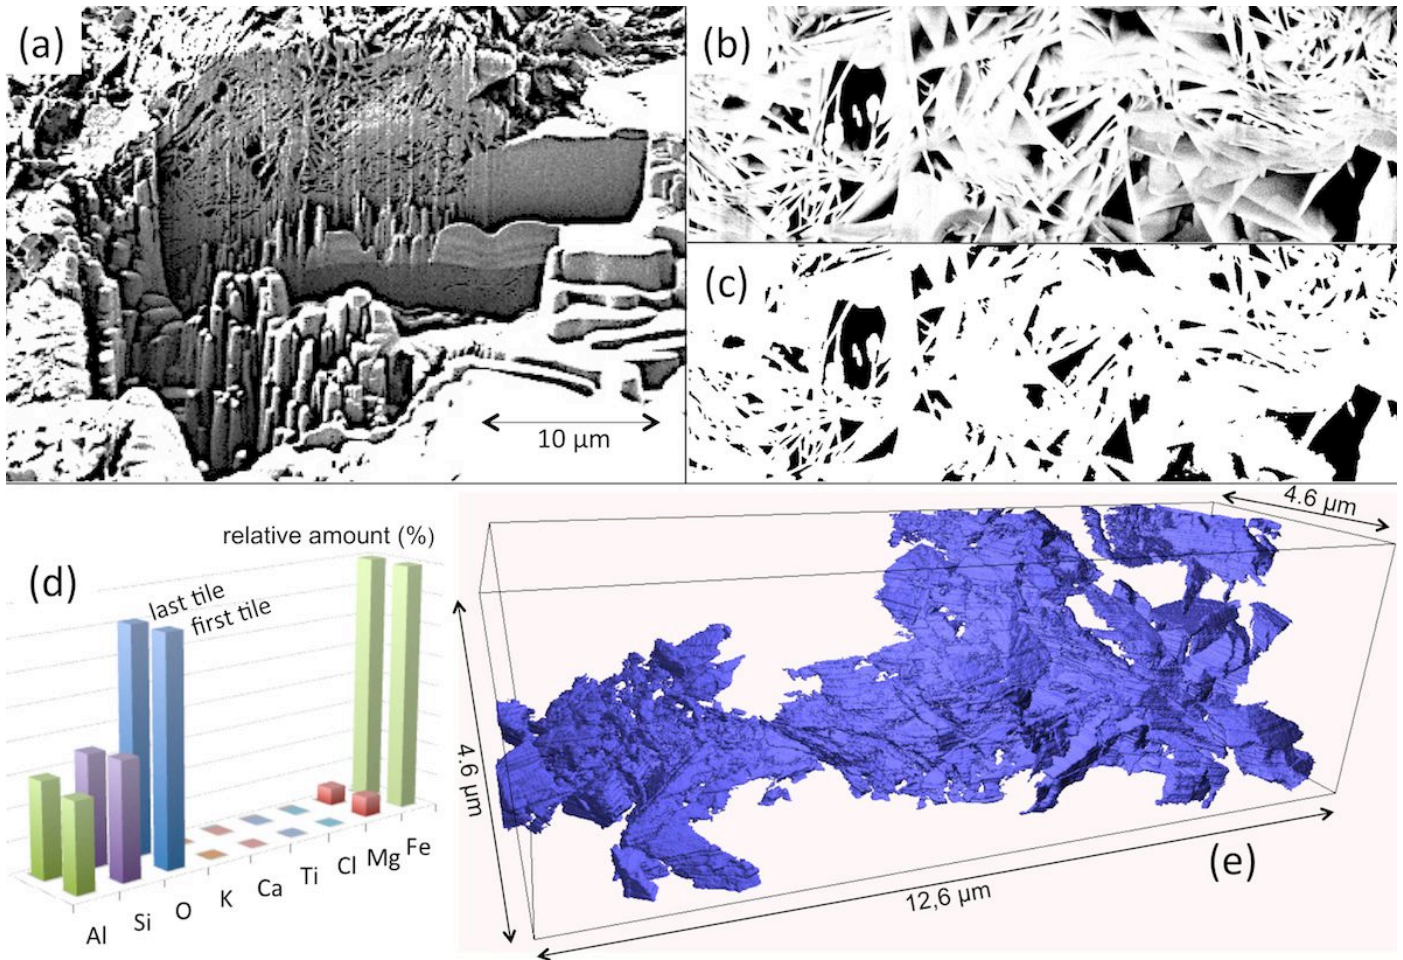 (a)
10 µm
(b)
(c)
(d)
relative amount (%)
last tile
first tile
Al
Si
O
K
Ca
Ti
Cl
Mg
Fe
4.6 µm
4.6 µm
12,6 µm
(e)